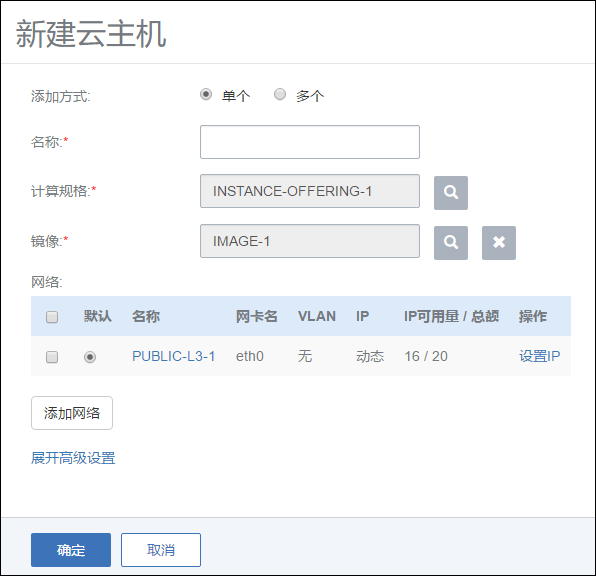 新建云主机
添加方式: 单个 多个
名称:*
计算规格:* INSTANCE-OFFERING-1
镜像:* IMAGE-1
网络:
默认 名称 网卡名 VLAN IP IP可用量 / 总额 操作
PUBLIC-L3-1 eth0 无 动态 16 / 20 设置IP
添加网络
展开高级设置
确定 取消